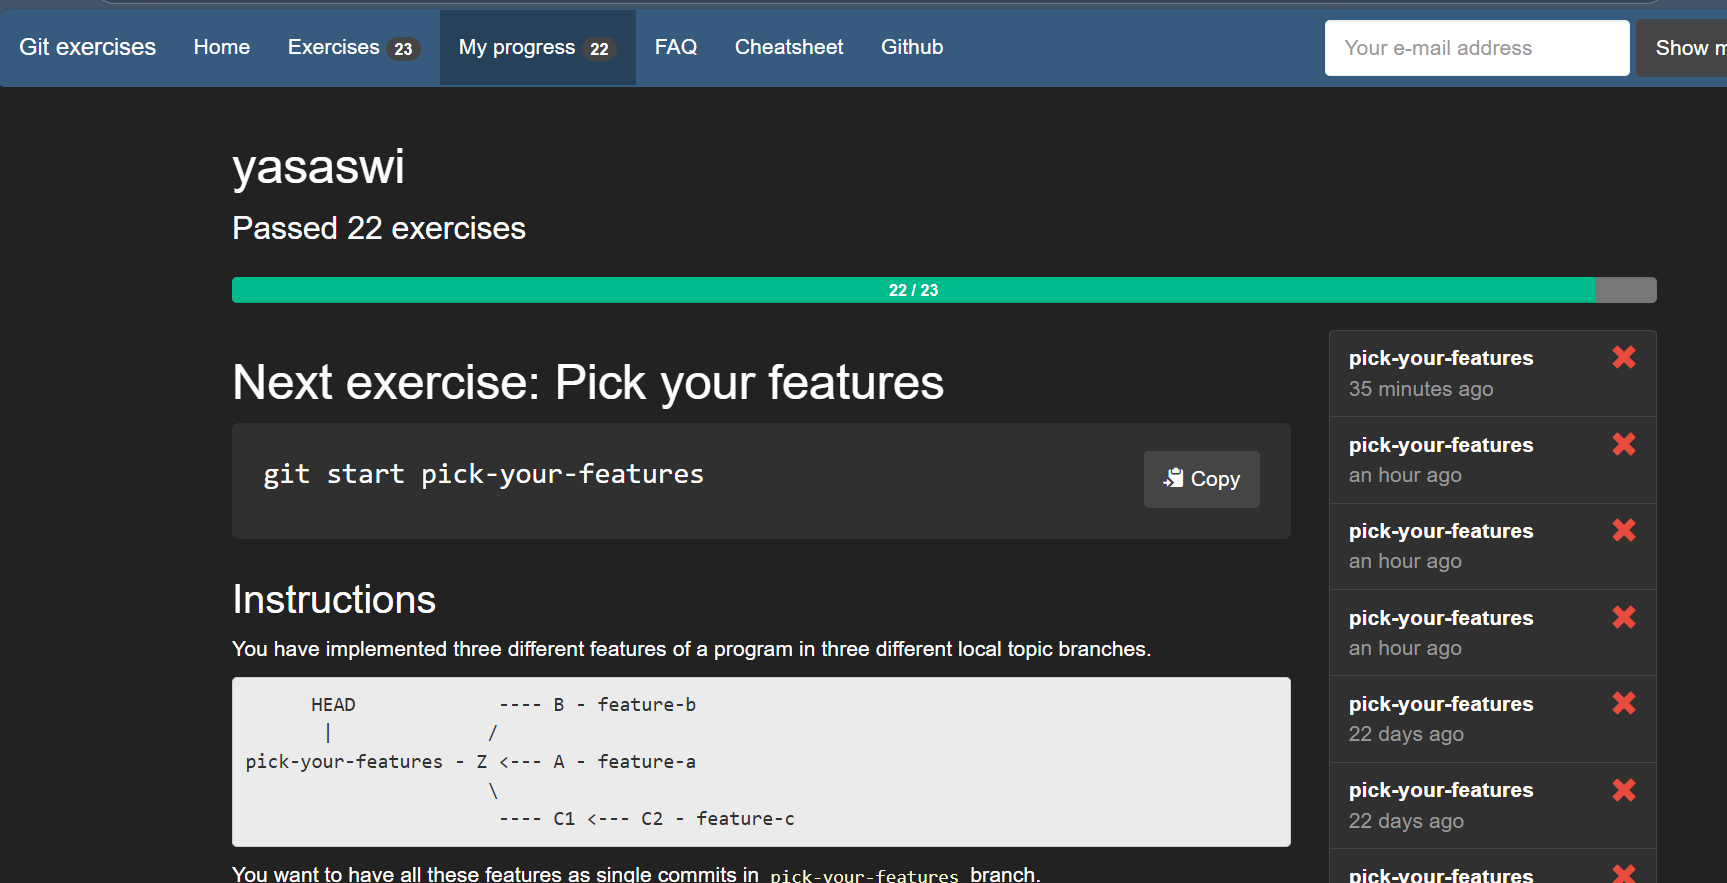 Git exercises Home Exercises 23 My progress 22 FAQ Cheatsheet Github Your e-mail address Show m
yasaswi
Passed 22 exercises
22 / 23
Next exercise: Pick your features
git start pick-your-features
Copy
Instructions
You have implemented three different features of a program in three different local topic branches.
HEAD ---- B - feature-b
| /
pick-your-features - Z <--- A - feature-a
\
---- C1 <--- C2 - feature-c
You want to have all these features as single commits in pick-your-features branch.
pick-your-features
35 minutes ago
pick-your-features
an hour ago
pick-your-features
an hour ago
pick-your-features
an hour ago
pick-your-features
22 days ago
pick-your-features
22 days ago
pick-your-features